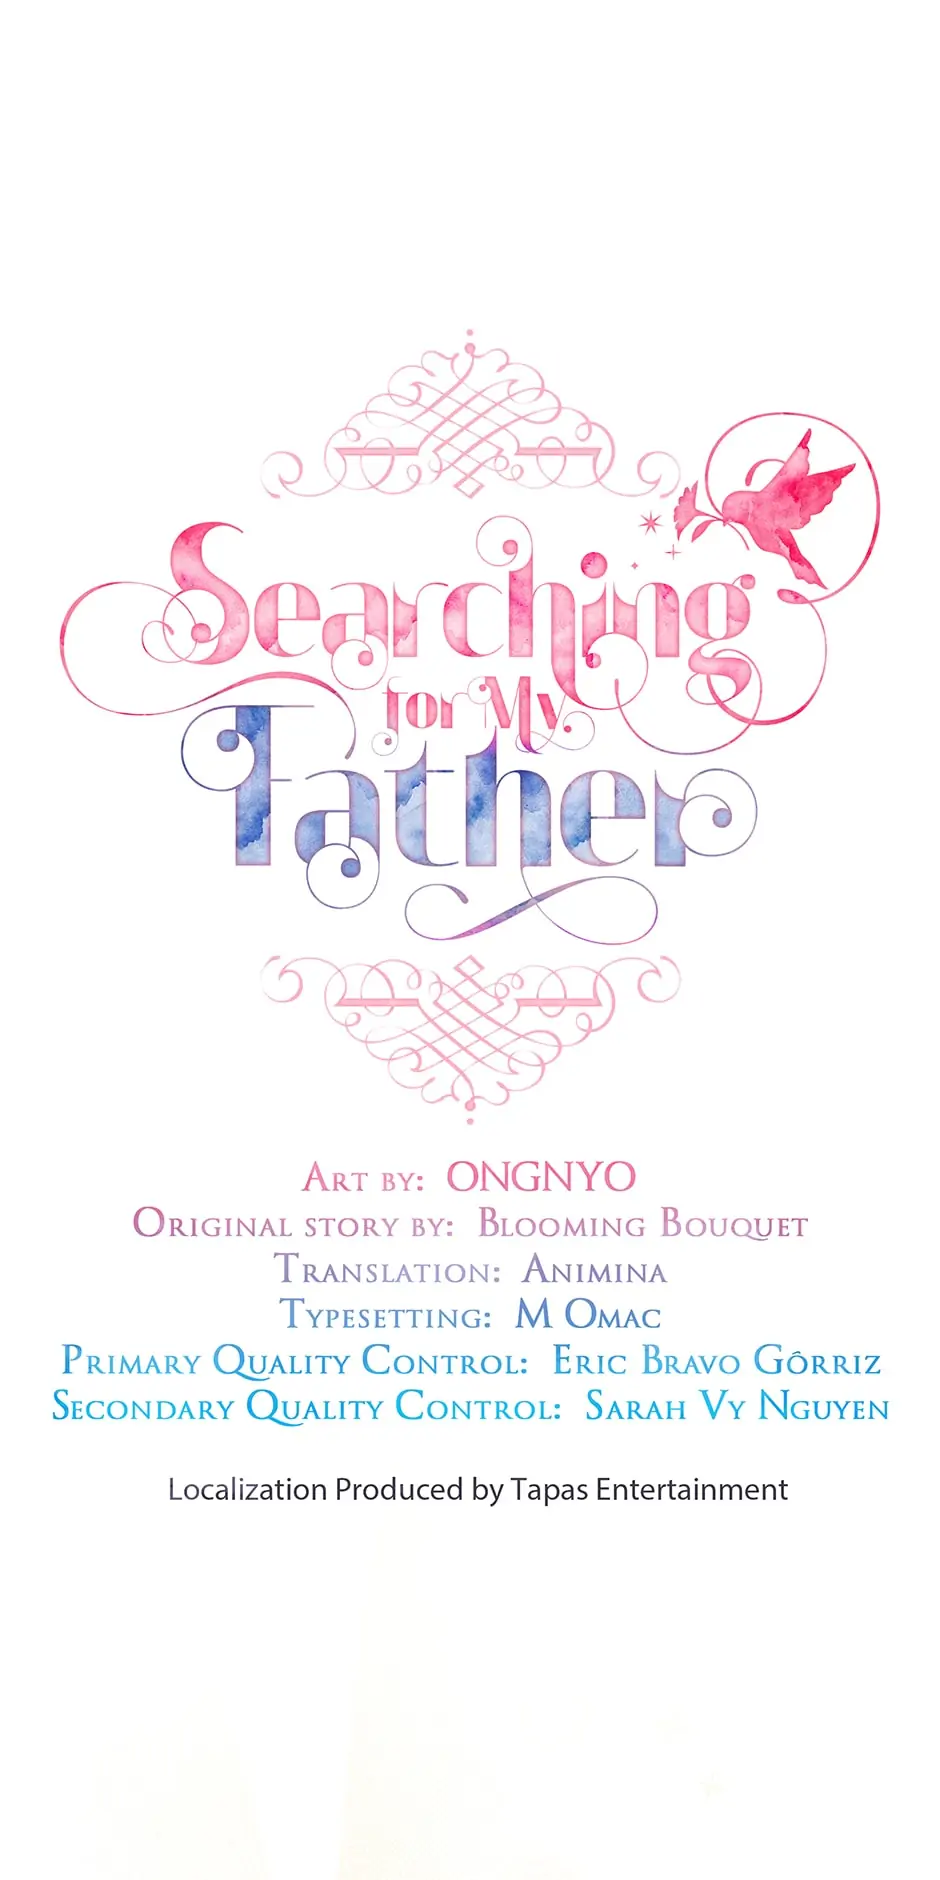 Searching
for My
Father
ART BY: ONGNYO
ORIGINAL STORY BY: BLOOMING BOUQUET
TRANSLATION: ANIMINA
TYPESETTING: M OMAC
PRIMARY QUALITY CONTROL: ERIC BRAVO GÔRRIZ
SECONDARY QUALITY CONTROL: SARAH VY NGUYEN
Localization Produced by Tapas Entertainment